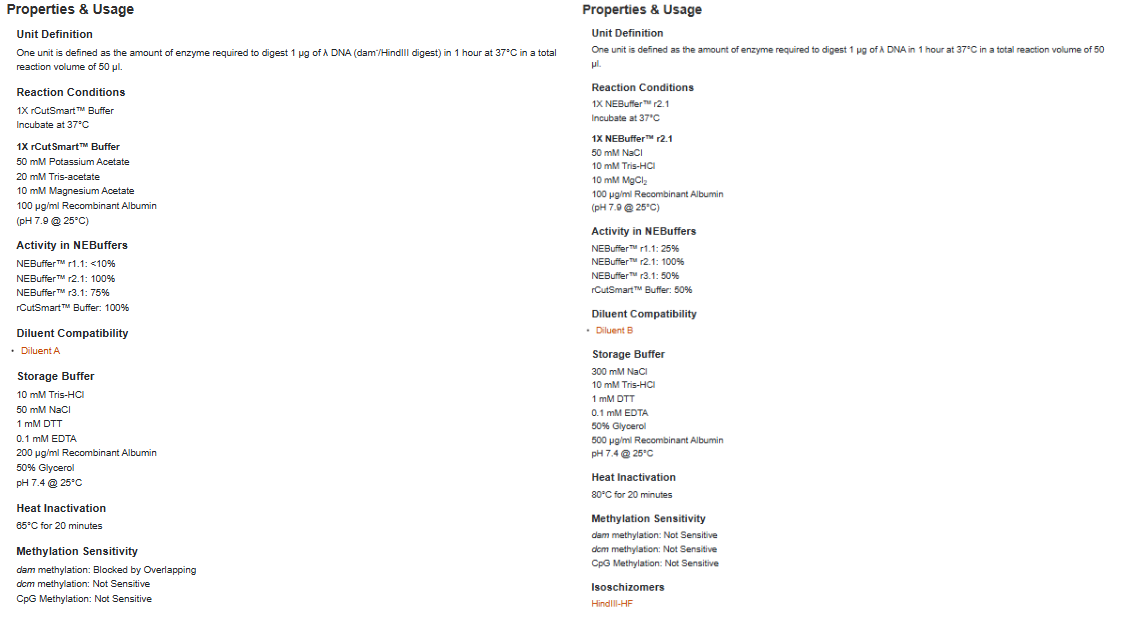 Properties & Usage
Unit Definition
One unit is defined as the amount of enzyme required to digest 1 µg of λ DNA (dam-/HindIII digest) in 1 hour at 37°C in a total
reaction volume of 50 µl.
Reaction Conditions
1X rCutSmart™ Buffer
Incubate at 37°C
1X rCutSmart™ Buffer
50 mM Potassium Acetate
20 mM Tris-acetate
10 mM Magnesium Acetate
100 µg/ml Recombinant Albumin
(pH 7.9 @ 25°C)
Activity in NEBuffers
NEBuffer™ r1.1: <10%
NEBuffer™ r2.1: 100%
NEBuffer™ r3.1: 75%
rCutSmart™ Buffer: 100%
Diluent Compatibility
• Diluent A
Storage Buffer
10 mM Tris-HCl
50 mM NaCl
1 mM DTT
0.1 mM EDTA
200 µg/ml Recombinant Albumin
50% Glycerol
pH 7.4 @ 25°C
Heat Inactivation
65°C for 20 minutes
Methylation Sensitivity
dam methylation: Blocked by Overlapping
dcm methylation: Not Sensitive
CpG Methylation: Not Sensitive
Properties & Usage
Unit Definition
One unit is defined as the amount of enzyme required to digest 1 µg of λ DNA in 1 hour at 37°C in a total reaction volume of 50
µl.
Reaction Conditions
1X NEBuffer™ r2.1
Incubate at 37°C
1X NEBuffer™ r2.1
50 mM NaCl
10 mM Tris-HCl
10 mM MgCl₂
100 µg/ml Recombinant Albumin
(pH 7.9 @ 25°C)
Activity in NEBuffers
NEBuffer™ r1.1: 25%
NEBuffer™ r2.1: 100%
NEBuffer™ r3.1: 50%
rCutSmart™ Buffer: 50%
Diluent Compatibility
• Diluent B
Storage Buffer
300 mM NaCl
10 mM Tris-HCl
1 mM DTT
0.1 mM EDTA
50% Glycerol
500 µg/ml Recombinant Albumin
pH 7.4 @ 25°C
Heat Inactivation
80°C for 20 minutes
Methylation Sensitivity
dam methylation: Not Sensitive
dcm methylation: Not Sensitive
CpG Methylation: Not Sensitive
Isoschizomers
HindIII-HF